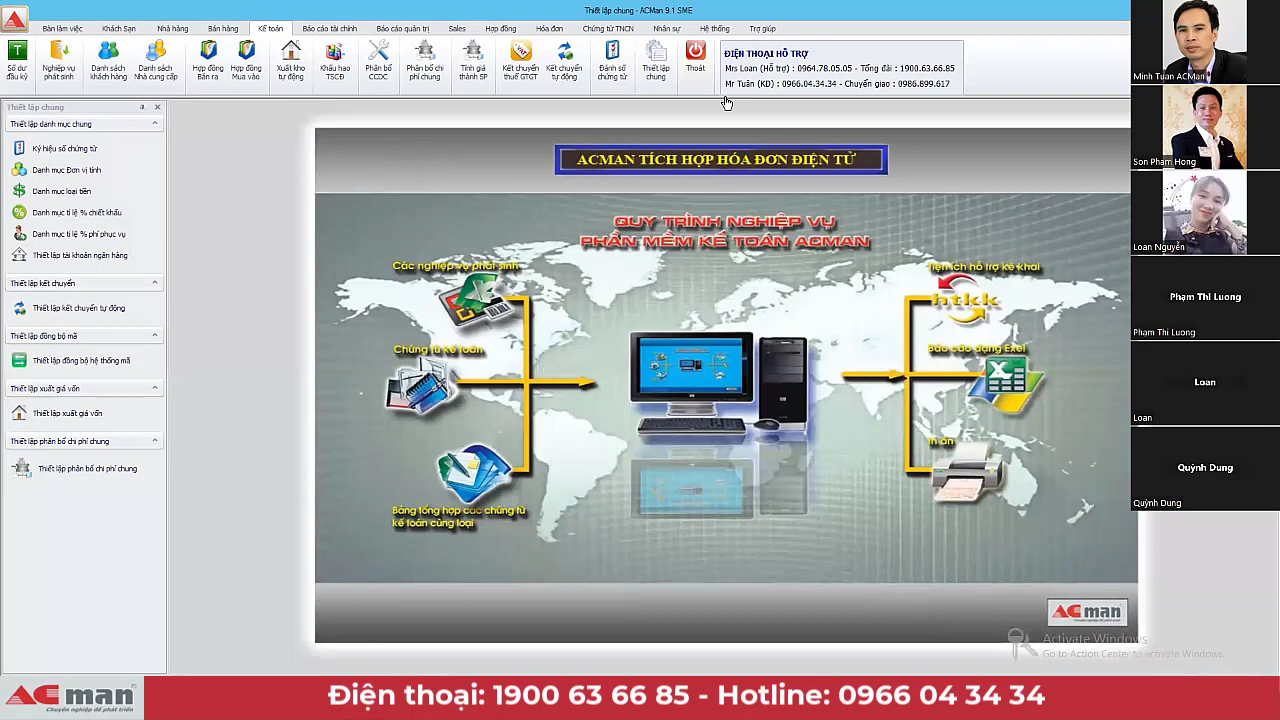 Thiết lập chung - ACMan 9.1 SME
Bàn làm việc Khách Sạn Nhà hàng Bán hàng Kế toán Báo cáo tài chính Báo cáo quản trị Sales Hợp đồng Hóa đơn Chứng từ TNCN Nhân sự Hệ thống Trợ giúp
Số dư đầu kỳ
Nghiệp vụ phát sinh
Danh sách khách hàng
Danh sách Nhà cung cấp
Hợp đồng Bán ra
Hợp đồng Mua vào
Xuất kho tự động
Khấu hao TSCĐ
Phân bổ CCDC
Phân bổ chi phí chung
Tính giá thành SP
Kết chuyển thuế GTGT
Kết chuyển tự động
Đánh số chứng từ
Thiết lập chung
Thoát
ĐIỆN THOẠI HỖ TRỢ
Mrs Loan (Hỗ trợ) : 0964.78.05.05 - Tổng đài : 1900.63.66.85
Mr Tuân (KD) : 0966.04.34.34 - Chuyển giao : 0986.899.617
Thiết lập chung
Thiết lập danh mục chung
Ký hiệu số chứng từ
Danh mục Đơn vị tính
Danh mục loại tiền
Danh mục tỉ lệ % chiết khấu
Danh mục tỉ lệ % phí phục vụ
Thiết lập tài khoản ngân hàng
Thiết lập kết chuyển
Thiết lập kết chuyển tự động
Thiết lập đồng bộ mã
Thiết lập đồng bộ hệ thống mã
Thiết lập xuất giá vốn
Thiết lập xuất giá vốn
Thiết lập phân bổ chi phí chung
Thiết lập phân bổ chi phí chung
ACMAN TÍCH HỢP HÓA ĐƠN ĐIỆN TỬ
QUY TRÌNH NGHIỆP VỤ
PHẦN MỀM KẾ TOÁN ACMAN
Các nghiệp vụ phát sinh
Chứng từ kế toán
Bảng tổng hợp các chứng từ
kế toán cùng loại
Tiện ích hỗ trợ kê khai
htkk
Báo cáo dạng Exel
In ấn
ACman
Activate Windows
Go to Action Center to activate Windows.
Minh Tuan ACMan
Son Pham Hong
Loan Nguyễn
Phạm Thi Luong
Phạm Thi Luong
Loan
Loan
Quỳnh Dung
Quỳnh Dung
ACman
Chuyên nghiệp để phát triển
Điện thoại: 1900 63 66 85 - Hotline: 0966 04 34 34